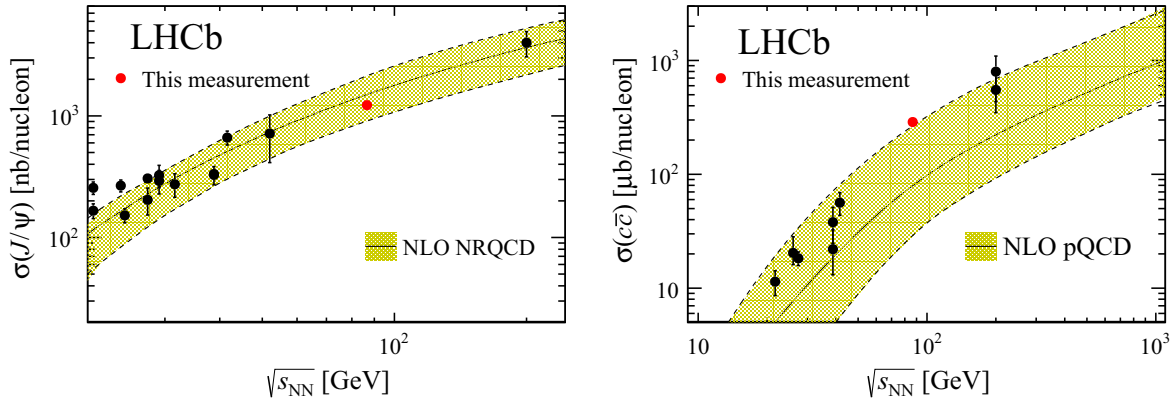 LHCb
This measurement
NLO NRQCD
σ(J/ψ) [nb/nucleon]
10³
10²
10²
√sNN [GeV]
LHCb
This measurement
NLO pQCD
σ(cc̄) [µb/nucleon]
10³
10²
10
10 10² 10³
√sNN [GeV]